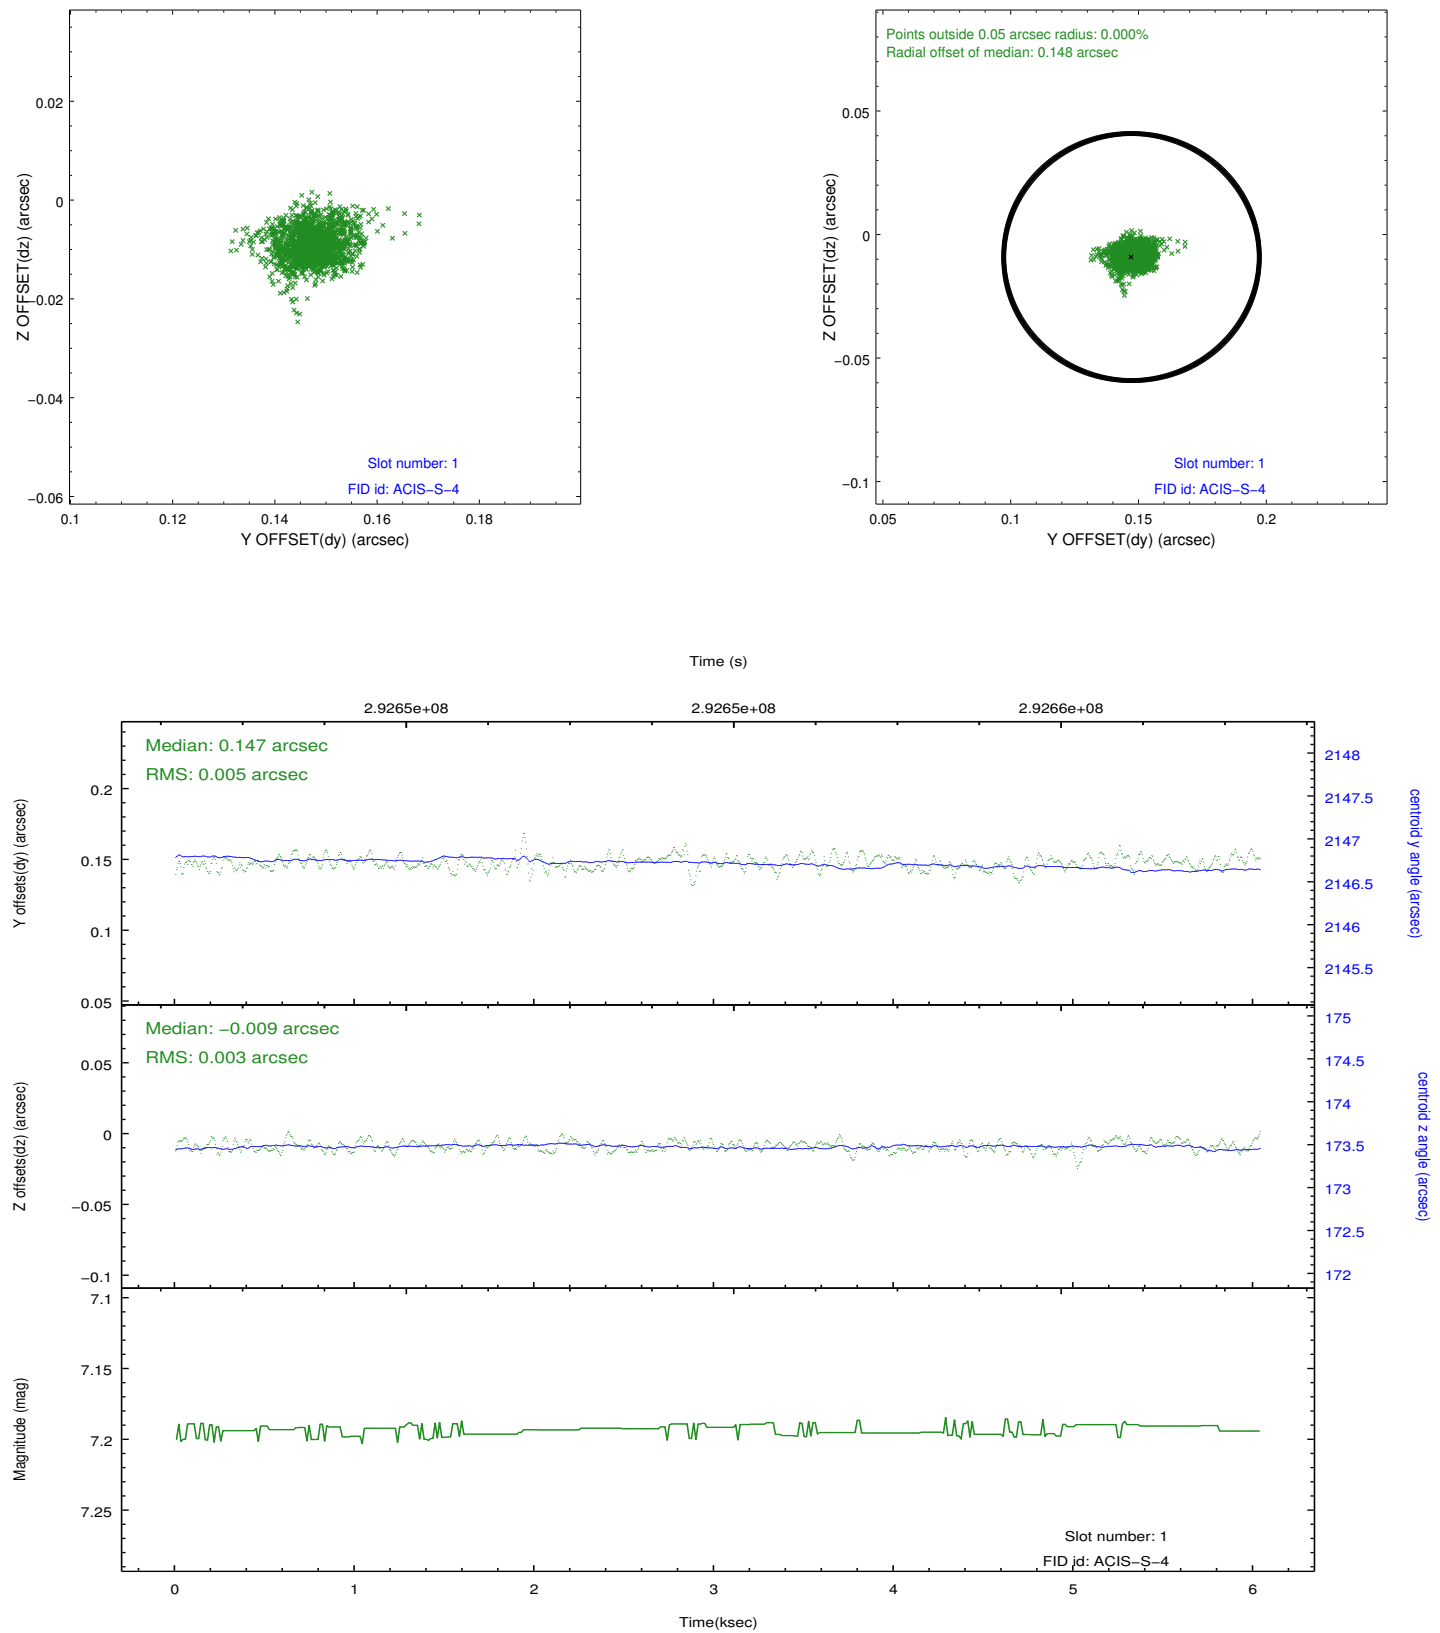 0.02
0
−0.02
−0.04
−0.06
Z OFFSET(dz) (arcsec)
Slot number: 1
FID id: ACIS−S−4
0.1 0.12 0.14 0.16 0.18
Y OFFSET(dy) (arcsec)
Points outside 0.05 arcsec radius: 0.000%
Radial offset of median: 0.148 arcsec
0.05
0
−0.05
−0.1
Z OFFSET(dz) (arcsec)
Slot number: 1
FID id: ACIS−S−4
0.05 0.1 0.15 0.2
Y OFFSET(dy) (arcsec)
Time (s)
2.9265e+08 2.9265e+08 2.9266e+08
Median: 0.147 arcsec
RMS: 0.005 arcsec
0.2
0.15
0.1
0.05
Y offsets(dy) (arcsec)
2148
2147.5
2147
2146.5
2146
2145.5
centroid y angle (arcsec)
Median: −0.009 arcsec
RMS: 0.003 arcsec
0.05
0
−0.05
−0.1
Z offsets(dz) (arcsec)
175
174.5
174
173.5
173
172.5
172
centroid z angle (arcsec)
7.1
7.15
7.2
7.25
Magnitude (mag)
Slot number: 1
FID id: ACIS−S−4
0 1 2 3 4 5 6
Time(ksec)